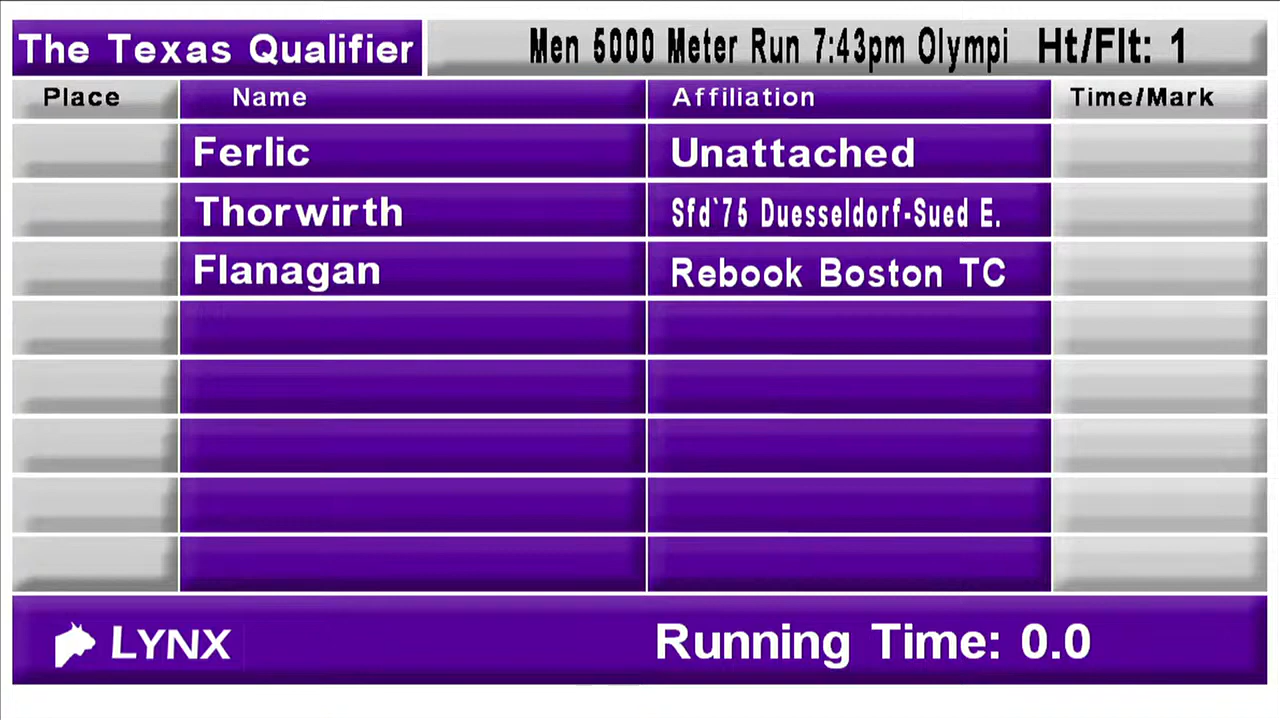 The Texas Qualifier
Men 5000 Meter Run 7:43pm Olympi Ht/Flt: 1
Place Name Affiliation Time/Mark
Ferlic Unattached
Thorwirth Sfd`75 Duesseldorf-Sued E.
Flanagan Rebook Boston TC
LYNX Running Time: 0.0